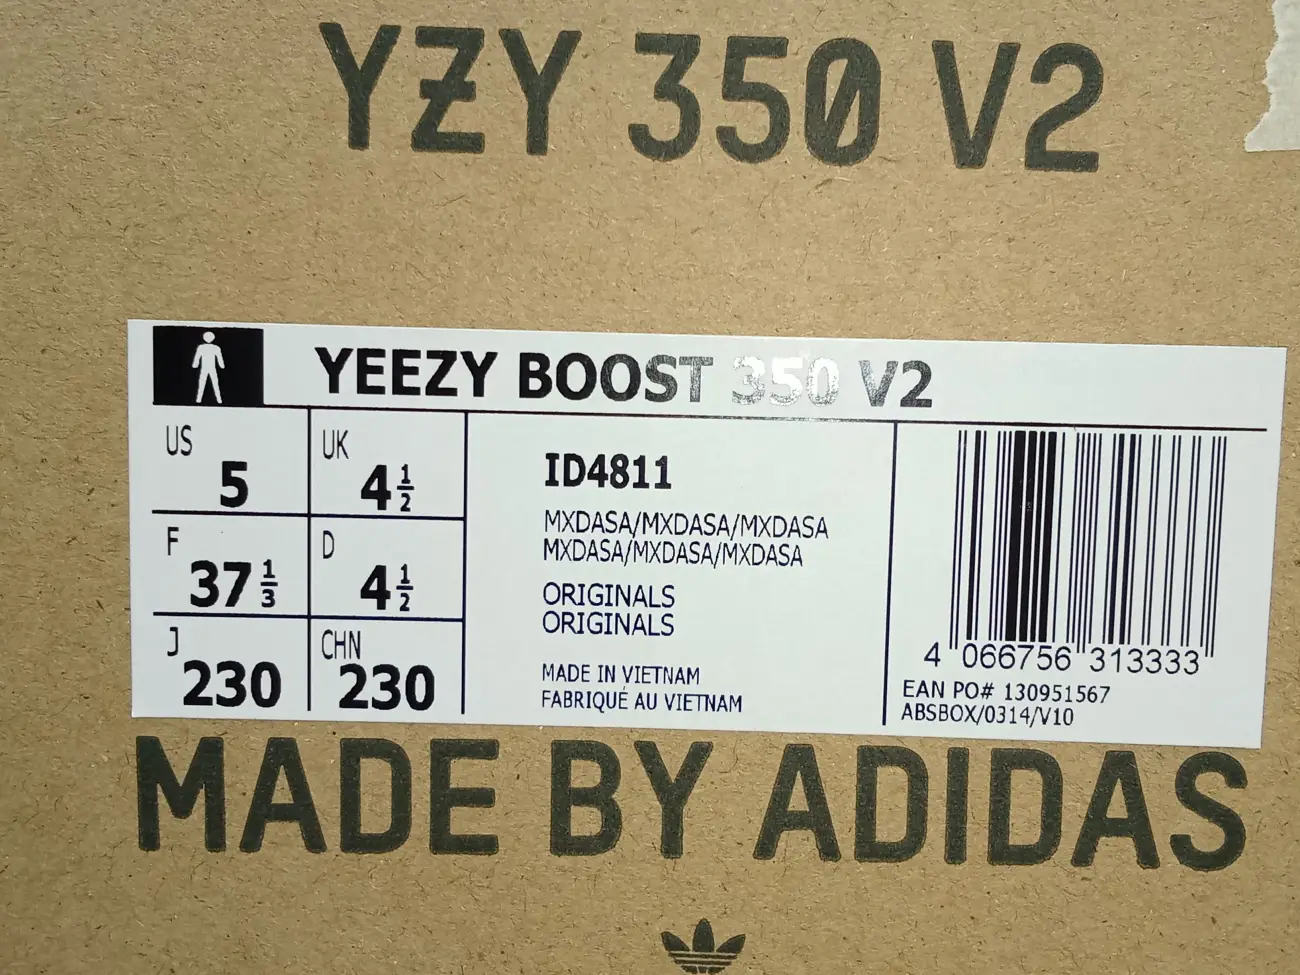 YZY 350 V2
YEEZY BOOST 350 V2
US
5
UK
4 1/2
F
37 1/3
D
4 1/2
J
230
CHN
230
ID4811
MXDASA/MXDASA/MXDASA
MXDASA/MXDASA/MXDASA
ORIGINALS
ORIGINALS
MADE IN VIETNAM
FABRIQUÉ AU VIETNAM
4 066756 313333
EAN PO# 130951567
ABSBOX/0314/V10
MADE BY ADIDAS